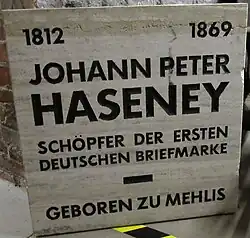 1812 1869
JOHANN PETER
HASENEY
SCHÖPFER DER ERSTEN
DEUTSCHEN BRIEFMARKE
GEBOREN ZU MEHLIS